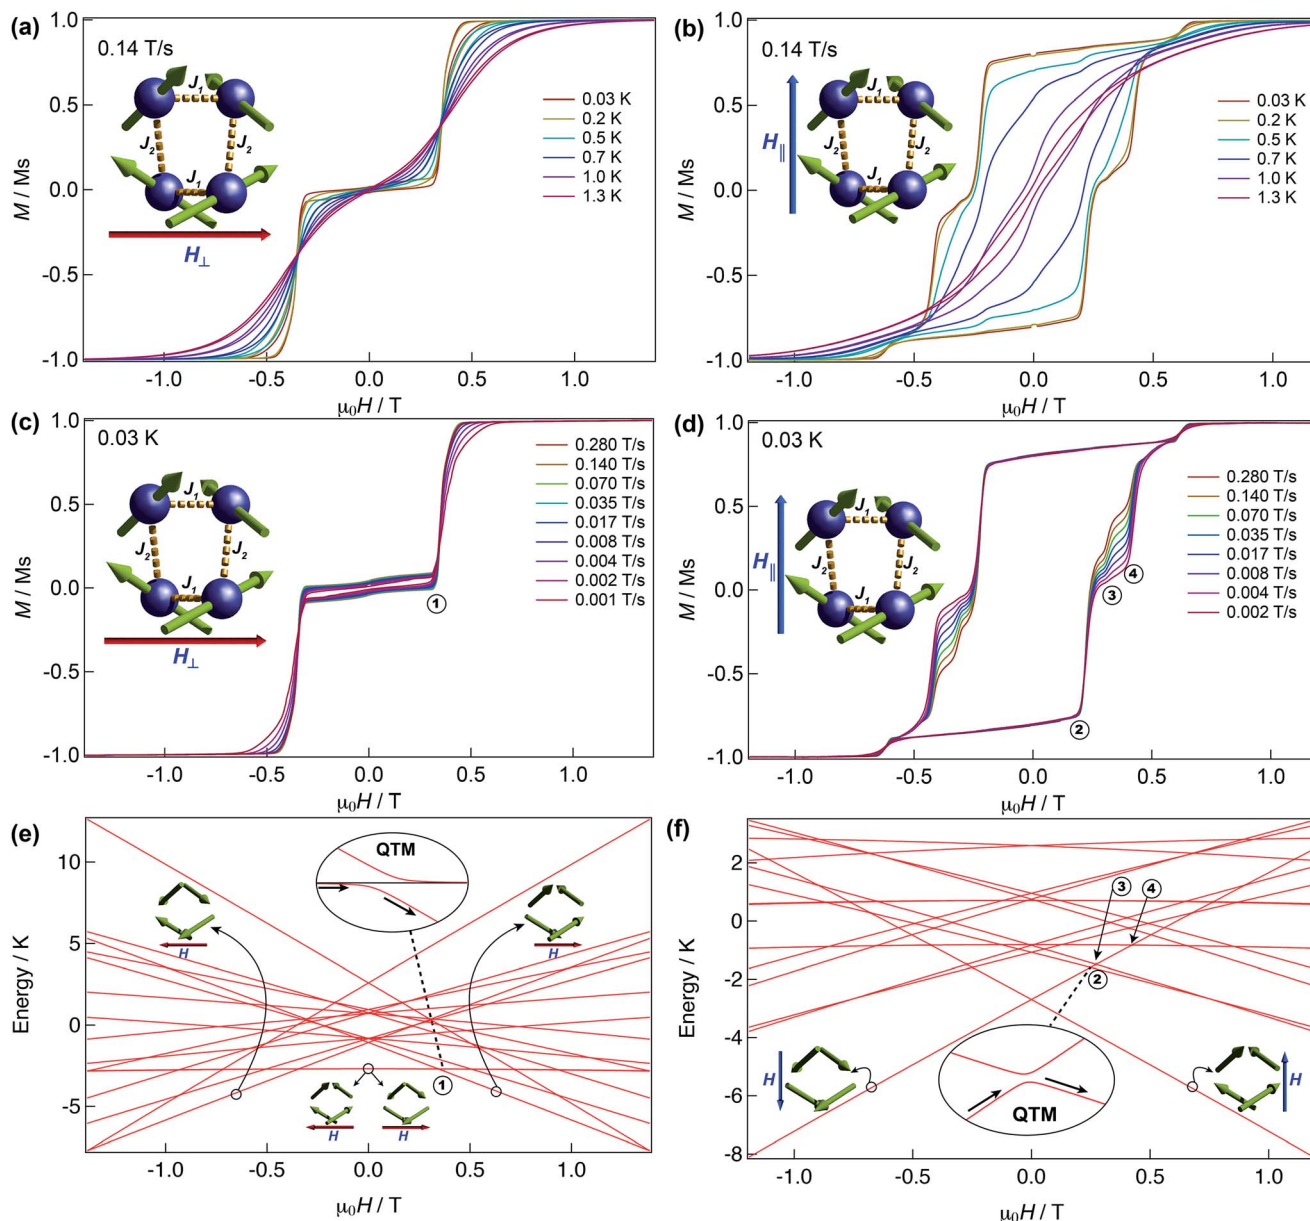 (a)
0.14 T/s
J1
J2
J2
J1
H⊥
0.03 K
0.2 K
0.5 K
0.7 K
1.0 K
1.3 K
M / Ms
1.0
0.5
0.0
-0.5
-1.0
-1.0
-0.5
0.0
0.5
1.0
μ0H / T
(b)
0.14 T/s
H||
J1
J2
J2
J1
0.03 K
0.2 K
0.5 K
0.7 K
1.0 K
1.3 K
M / Ms
1.0
0.5
0.0
-0.5
-1.0
-1.0
-0.5
0.0
0.5
1.0
μ0H / T
(c)
0.03 K
J1
J2
J2
J1
H⊥
0.280 T/s
0.140 T/s
0.070 T/s
0.035 T/s
0.017 T/s
0.008 T/s
0.004 T/s
0.002 T/s
0.001 T/s
①
M / Ms
1.0
0.5
0.0
-0.5
-1.0
-1.0
-0.5
0.0
0.5
1.0
μ0H / T
(d)
0.03 K
H||
J1
J2
J2
J1
0.280 T/s
0.140 T/s
0.070 T/s
0.035 T/s
0.017 T/s
0.008 T/s
0.004 T/s
0.002 T/s
④
③
②
M / Ms
1.0
0.5
0.0
-0.5
-1.0
-1.0
-0.5
0.0
0.5
1.0
μ0H / T
(e)
QTM
H
H
①
H
H
Energy / K
10
5
0
-5
-1.0
-0.5
0.0
0.5
1.0
μ0H / T
(f)
③
④
②
H
QTM
H
Energy / K
2
0
-2
-4
-6
-8
-1.0
-0.5
0.0
0.5
1.0
μ0H / T